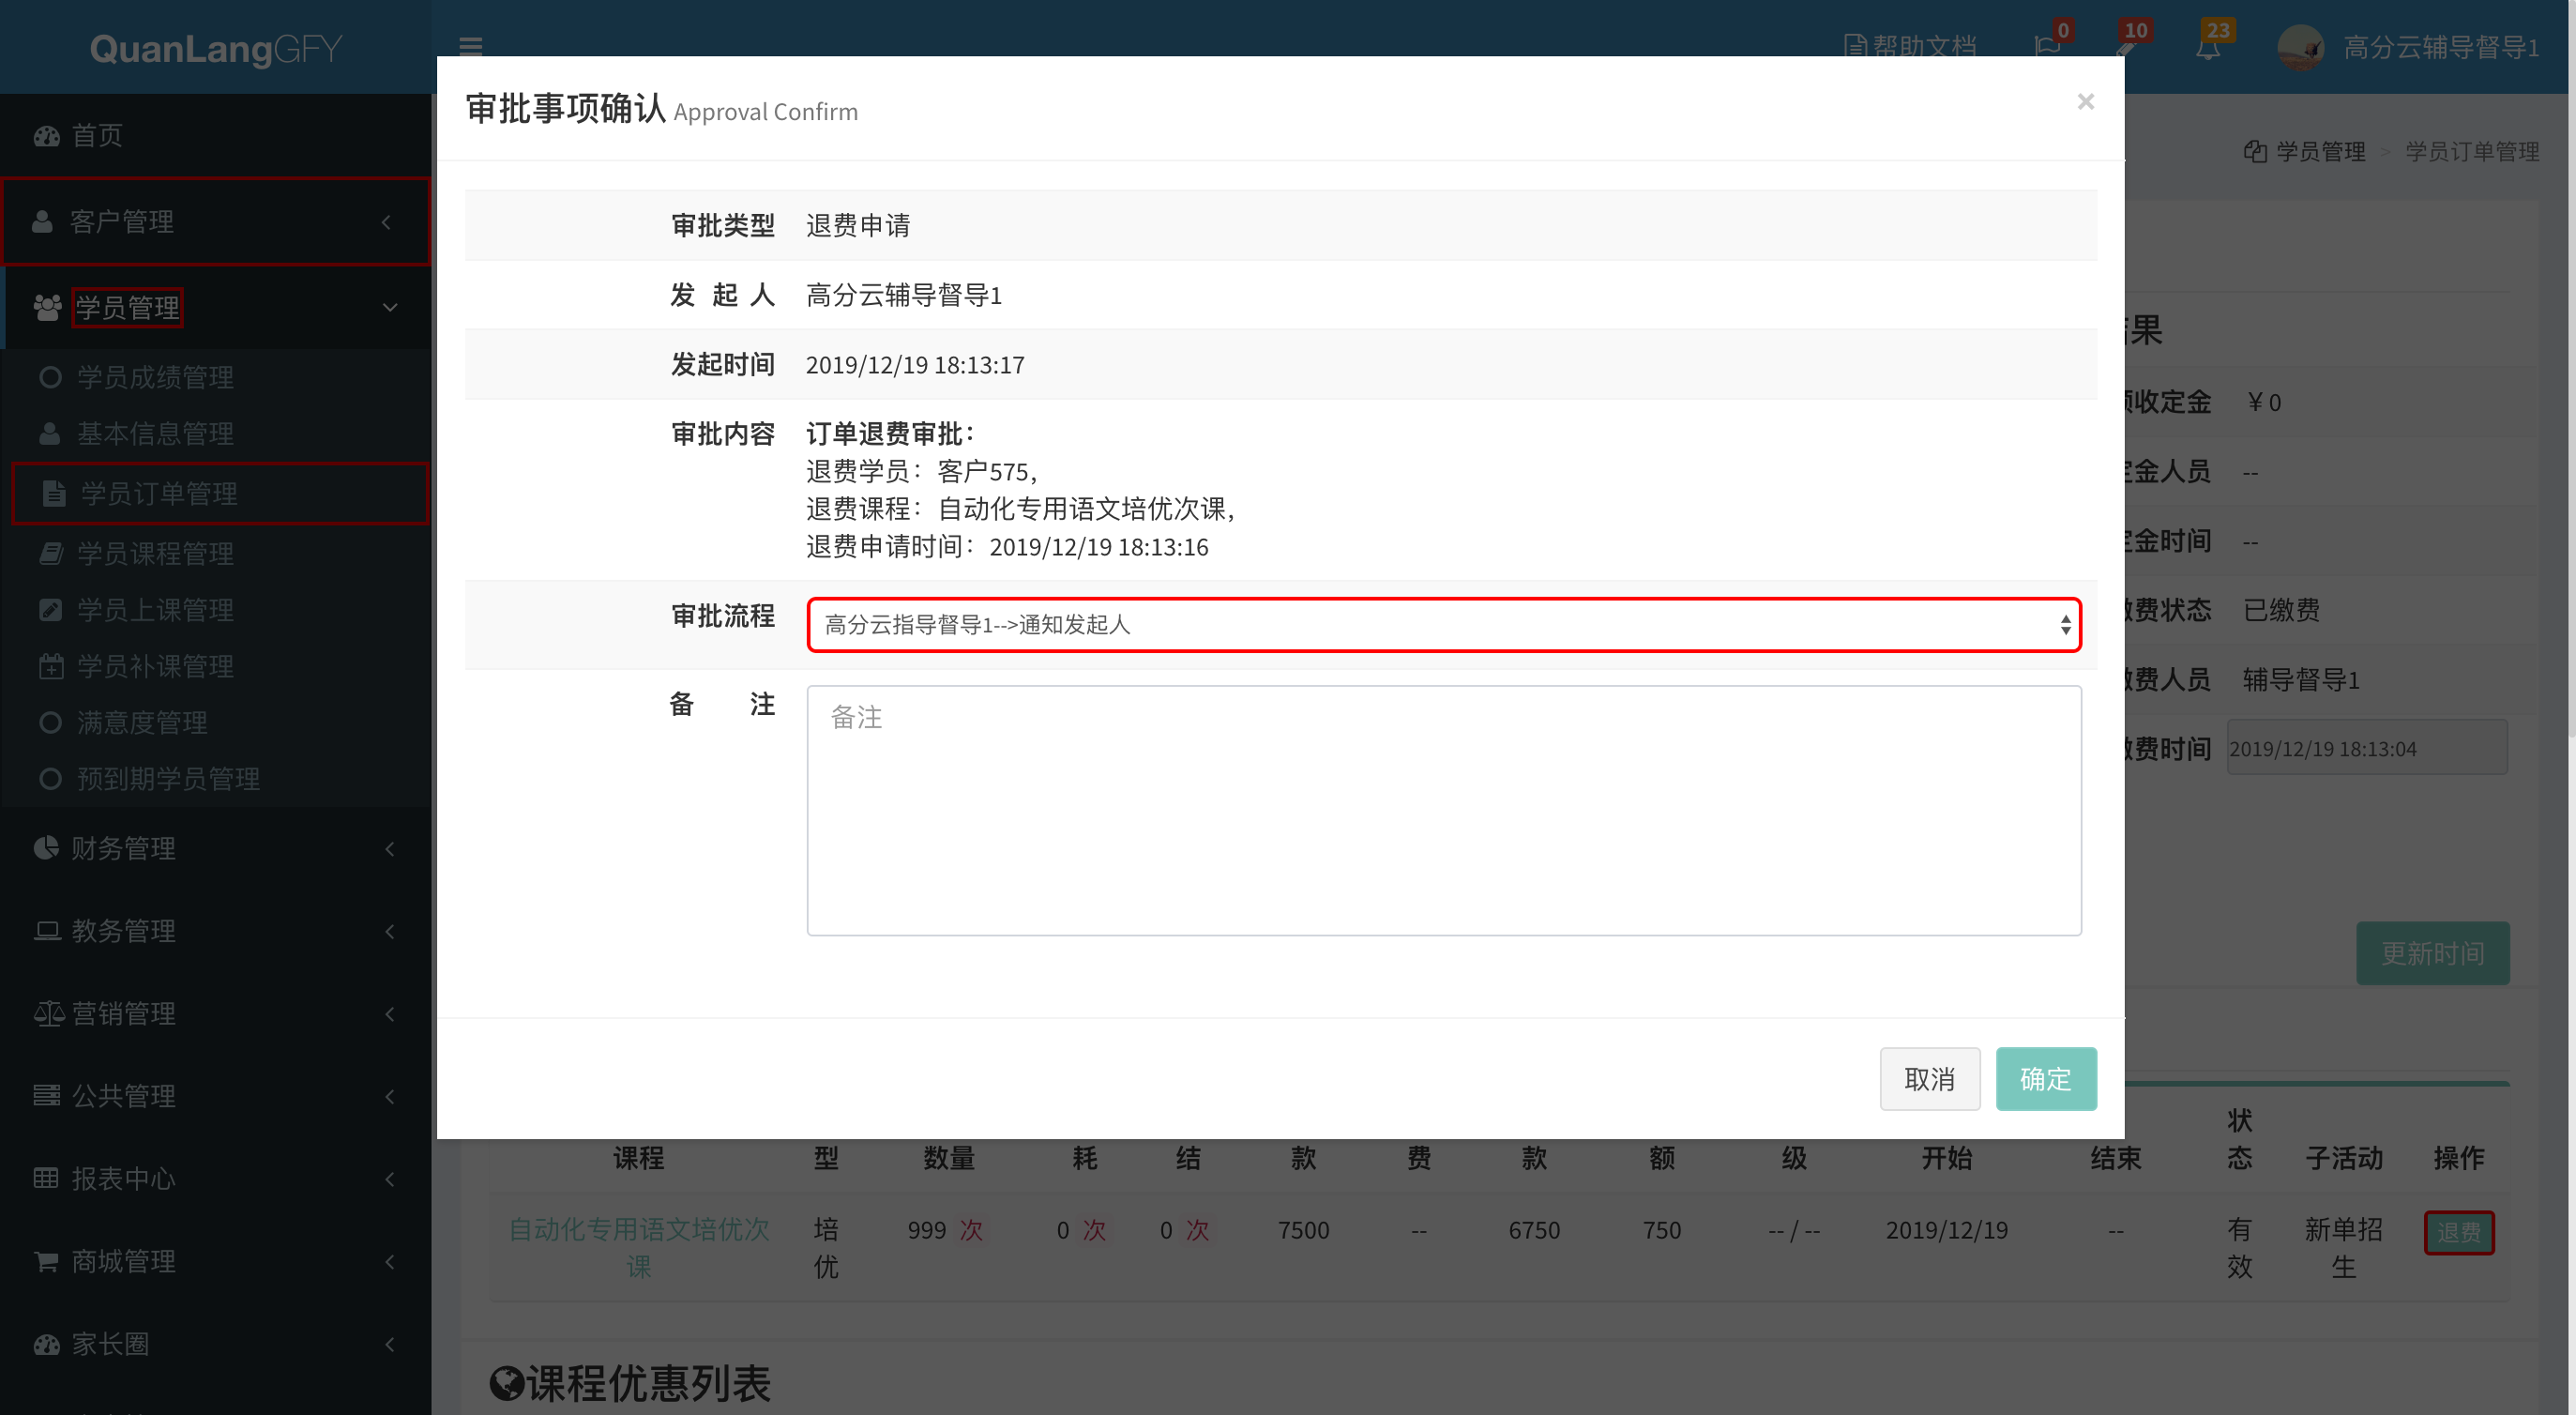 QuanLangGFY
帮助文档
0
10
23
高分云辅导督导1
首页
客户管理
学员管理
学员成绩管理
基本信息管理
学员订单管理
学员课程管理
学员上课管理
学员补课管理
满意度管理
预到期学员管理
财务管理
教务管理
营销管理
公共管理
报表中心
商城管理
家长圈
学员管理 > 学员订单管理
审批事项确认 Approval Confirm
×
审批类型 退费申请
发 起 人 高分云辅导督导1
发起时间 2019/12/19 18:13:17
审批内容 订单退费审批：
退费学员：客户575，
退费课程：自动化专用语文培优次课，
退费申请时间：2019/12/19 18:13:16
审批流程 高分云指导督导1-->通知发起人
备 注 备注
取消 确定
果
收定金 ￥0
金人员 --
金时间 --
费状态 已缴费
费人员 辅导督导1
费时间 2019/12/19 18:13:04
更新时间
课程 型 数量 耗 结 款 费 款 额 级 开始 结束 状态 子活动 操作
自动化专用语文培优次课 培优 999 次 0 次 0 次 7500 -- 6750 750 -- / -- 2019/12/19 -- 有效 新单招生 退费
课程优惠列表